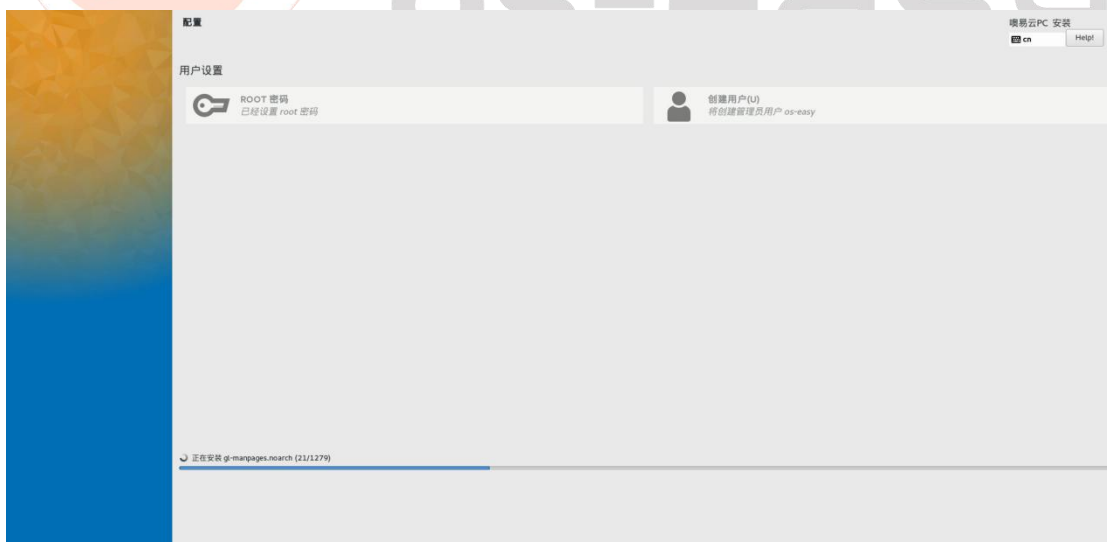 配置
噢易云PC 安装
cn
Help!
用户设置
ROOT 密码
已经设置 root 密码
创建用户(U)
将创建管理员用户 os-easy
正在安装 gl-manpages.noarch (21/1279)